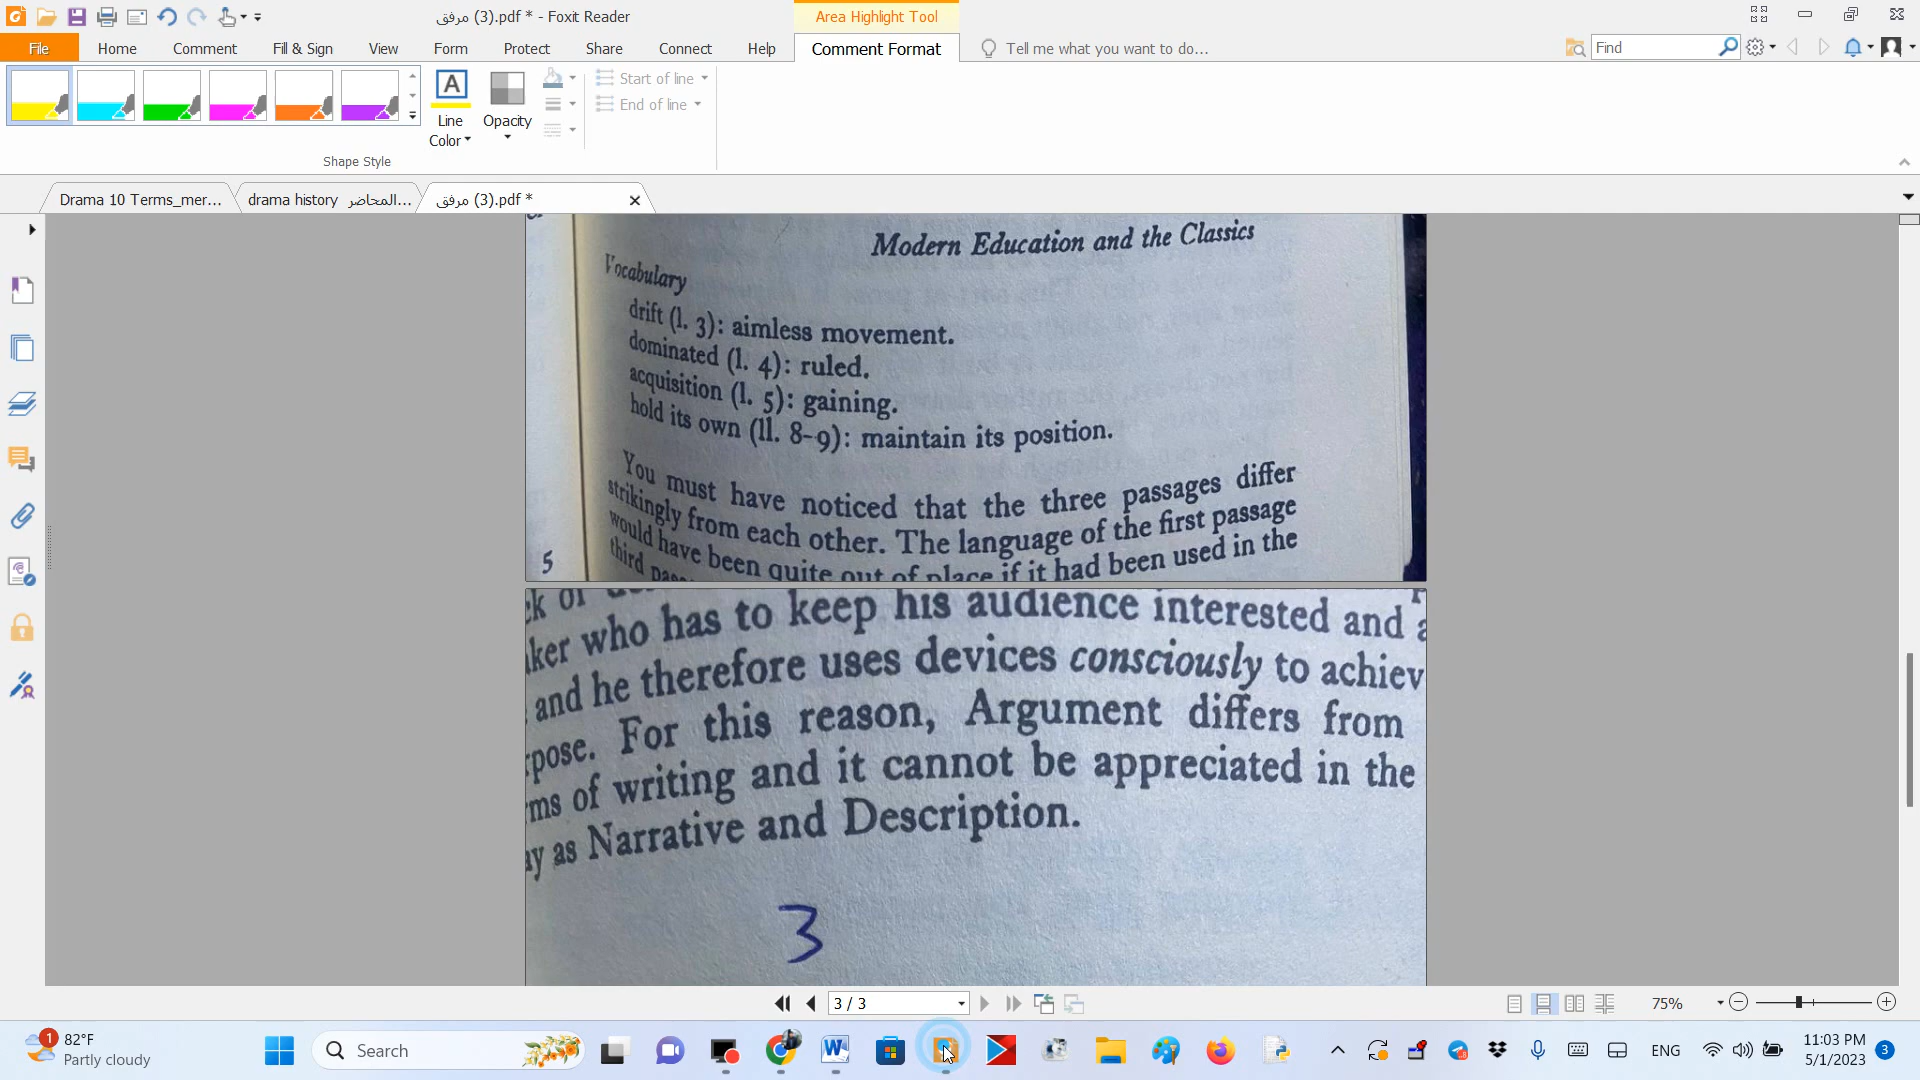 مرفق (3).pdf * - Foxit Reader
Area Highlight Tool
File Home Comment Fill & Sign View Form Protect Share Connect Help Comment Format Tell me what you want to do... Find
Start of line
End of line
Line Color
Opacity
Shape Style
Drama 10 Terms_mer... drama history المحاضر... مرفق (3).pdf *
Modern Education and the Classics
Vocabulary
drift (l. 3): aimless movement.
dominated (l. 4): ruled.
acquisition (l. 5): gaining.
hold its own (ll. 8-9): maintain its position.
You must have noticed that the three passages differ
strikingly from each other. The language of the first passage
would have been quite out of place if it had been used in the
third
5
who has to keep his audience interested and
and he therefore uses devices consciously to achiev
pose. For this reason, Argument differs from
ms of writing and it cannot be appreciated in the
ay as Narrative and Description.
3
3 / 3
75%
1
82°F
Partly cloudy
Search
ENG
11:03 PM
5/1/2023
3